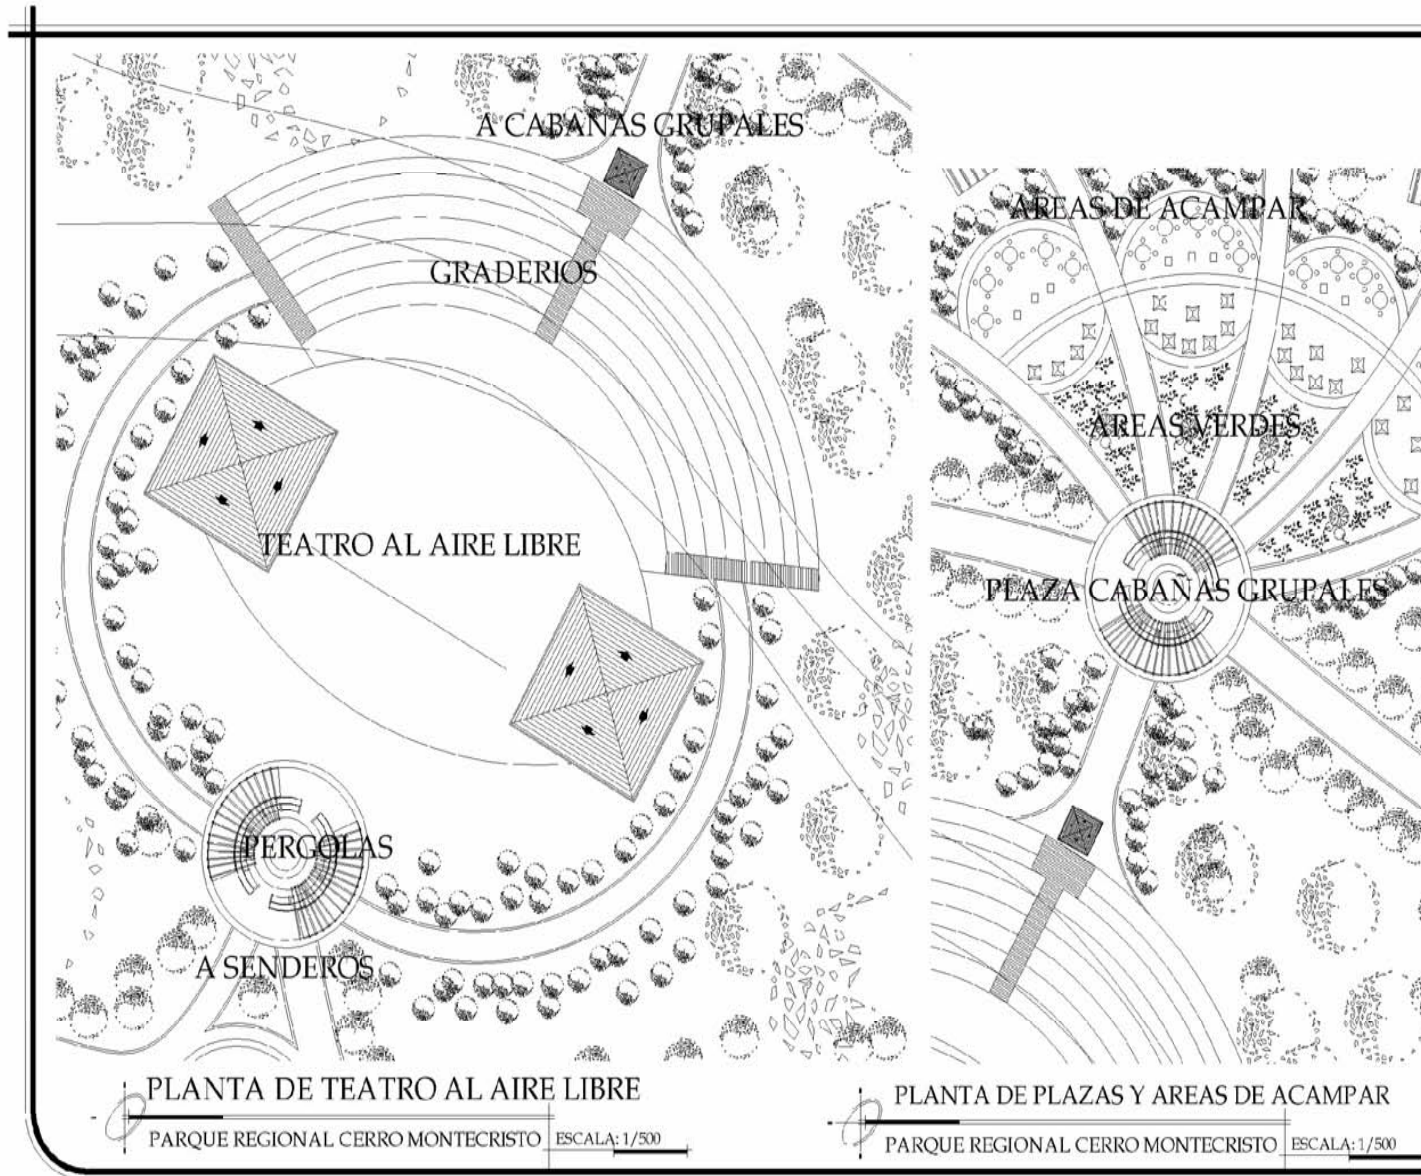 A CABAÑAS GRUPALES
GRADERIOS
TEATRO AL AIRE LIBRE
PERGOLAS
A SENDEROS
PLANTA DE TEATRO AL AIRE LIBRE
PARQUE REGIONAL CERRO MONTECRISTO ESCALA: 1/500
AREAS DE ACAMPAR
AREAS VERDES
PLAZA CABAÑAS GRUPALES
PLANTA DE PLAZAS Y AREAS DE ACAMPAR
PARQUE REGIONAL CERRO MONTECRISTO ESCALA: 1/500